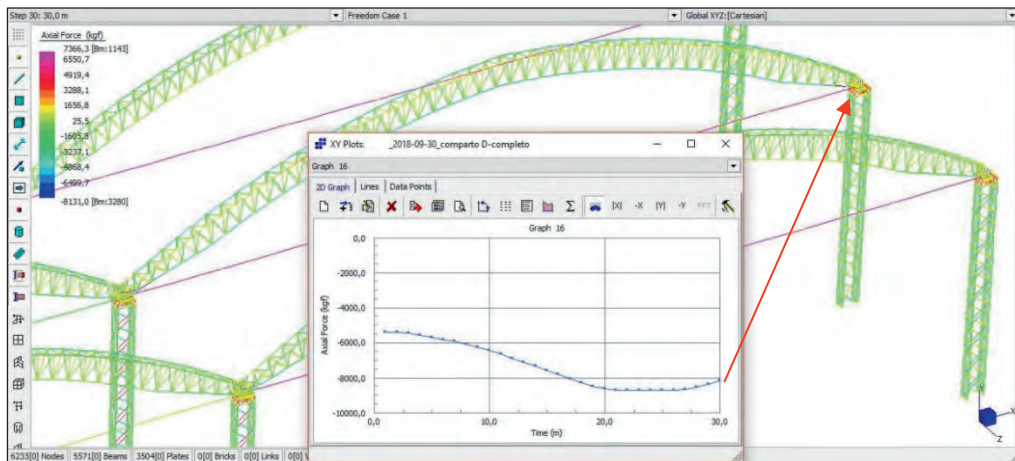 Step 30: 30,0 m
Freedom Case 1
Global XYZ:[Cartesian]
Axial Force (kgf)
7366,3 [Bm:1143]
6550,7
4919,4
3288,1
1656,8
25,5
-1605,8
-3237,1
-4868,4
-6499,7
-8131,0 [Bm:3280]
XY Plots: _2018-09-30_comparto D-completo
Graph 16
2D Graph Lines Data Points
|X| -X |Y| -Y
Graph 16
Axial Force (kgf)
0,0
-2000,0
-4000,0
-6000,0
-8000,0
-10000,0
0,0 10,0 20,0 30,0
Time (m)
Y
X
Z
6233[0] Nodes 5571[0] Beams 3504[0] Plates 0[0] Bricks 0[0] Links 0[0]